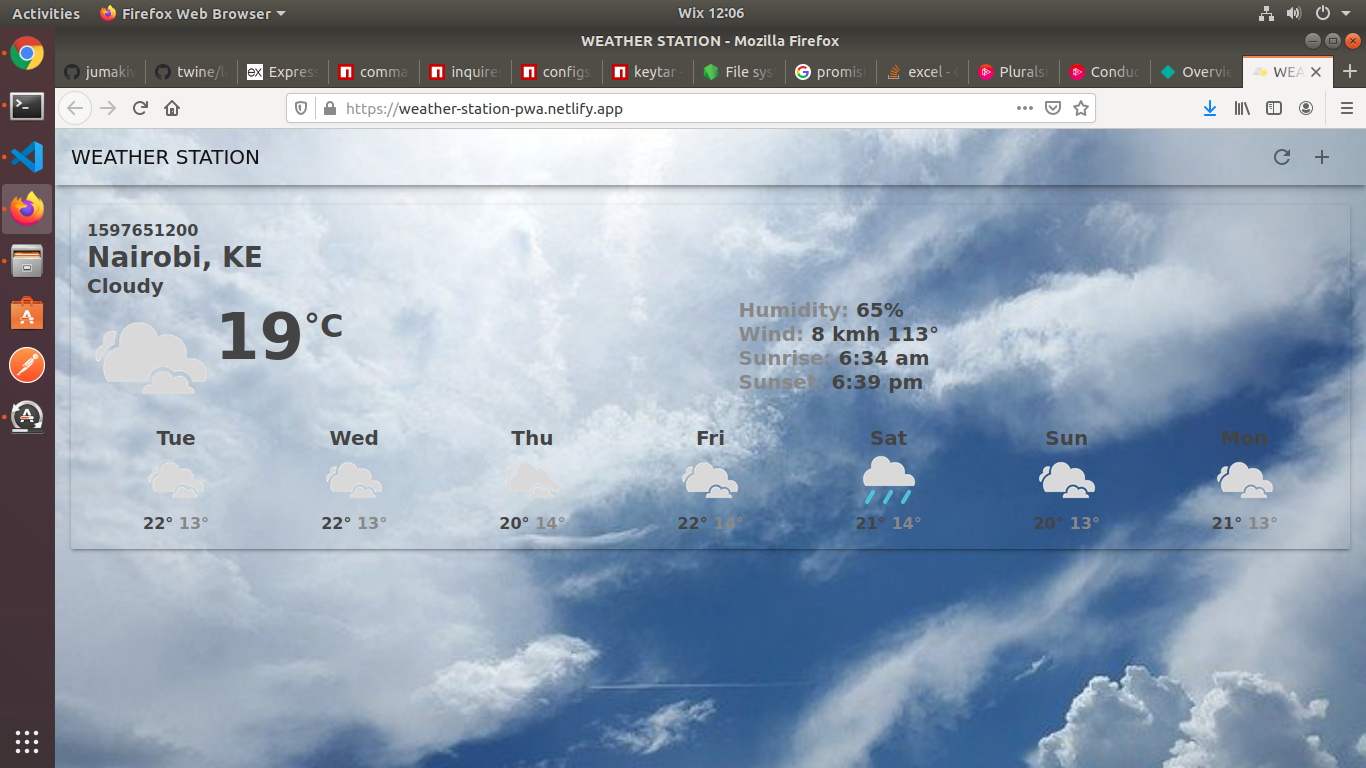 Activities Firefox Web Browser Wix 12:06
WEATHER STATION - Mozilla Firefox
jumaki twine/l Express comma inquire configs keytar - File sys promis excel - Plurals Conduc Overvie WEA
https://weather-station-pwa.netlify.app
WEATHER STATION
1597651200
Nairobi, KE
Cloudy
19°C
Humidity: 65%
Wind: 8 kmh 113°
Sunrise: 6:34 am
Sunset: 6:39 pm
Tue Wed Thu Fri Sat Sun Mon
22° 13° 22° 13° 20° 14° 22° 14° 21° 14° 20° 13° 21° 13°